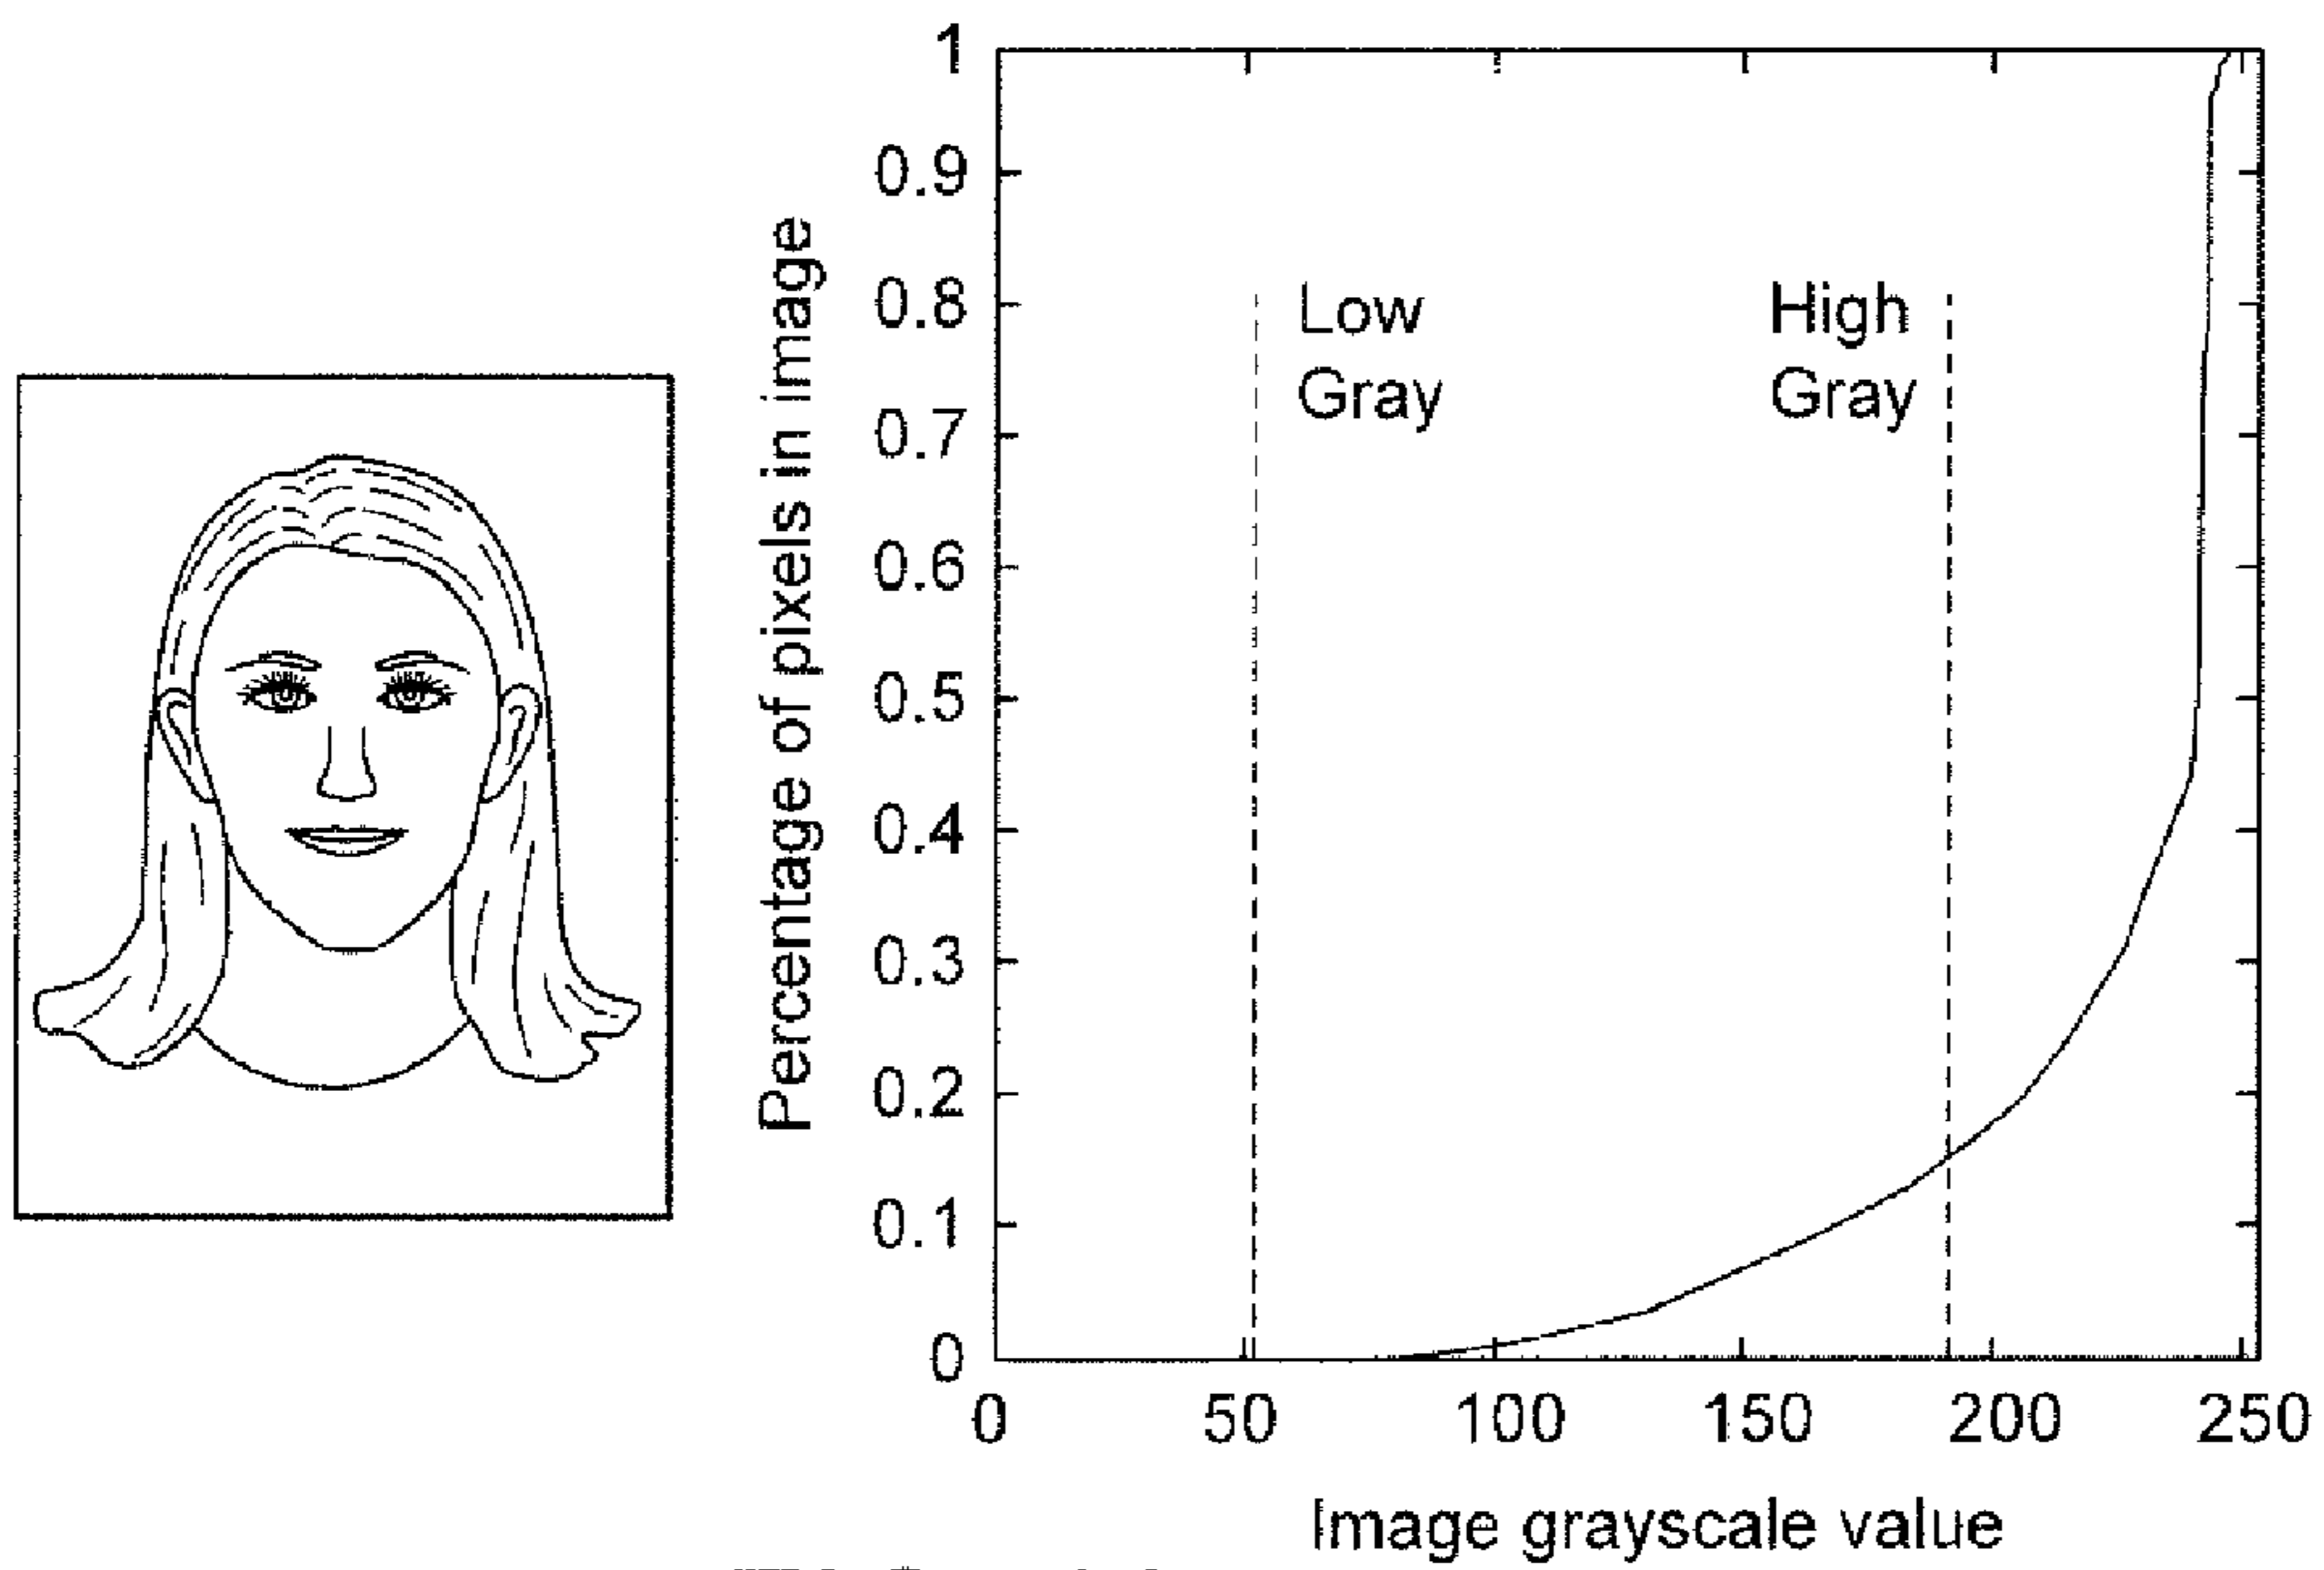 Percentage of pixels in image
1
0.9
0.8
0.7
0.6
0.5
0.4
0.3
0.2
0.1
0
Low
Gray
High
Gray
0 50 100 150 200 250
Image grayscale value